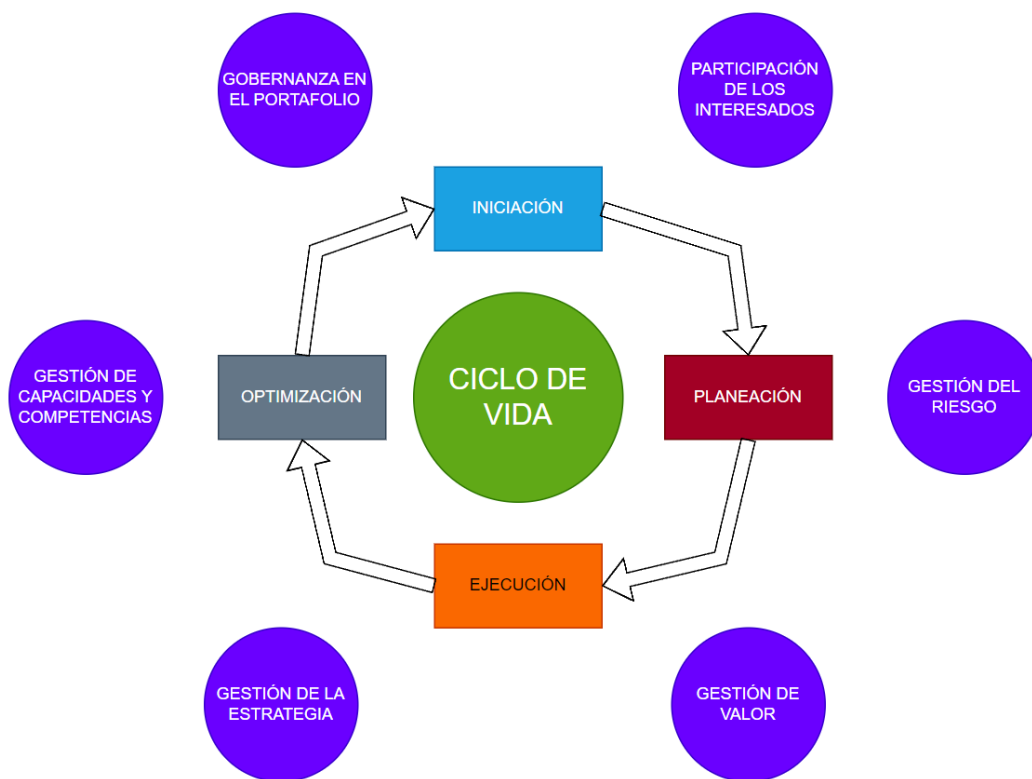 GOBERNANZA EN
EL PORTAFOLIO
PARTICIPACIÓN
DE LOS
INTERESADOS
INICIACIÓN
GESTIÓN DE
CAPACIDADES Y
COMPETENCIAS
OPTIMIZACIÓN
CICLO DE
VIDA
PLANEACIÓN
GESTIÓN DEL
RIESGO
EJECUCIÓN
GESTIÓN DE LA
ESTRATEGIA
GESTIÓN DE
VALOR